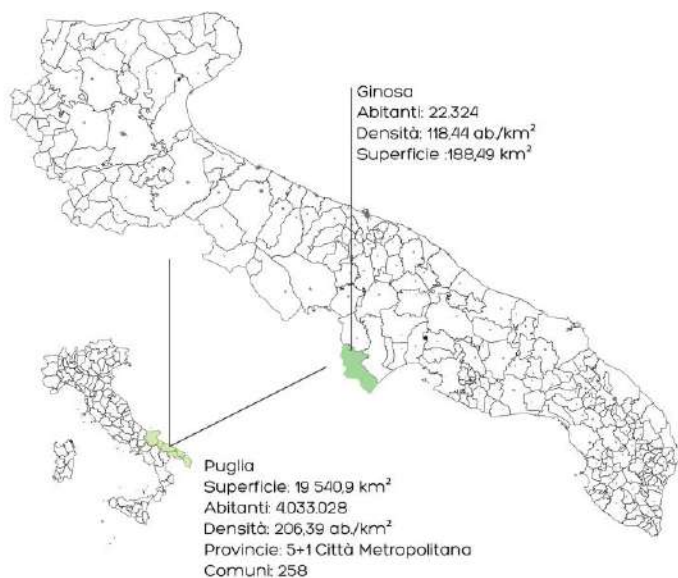 Ginosa
Abitanti: 22.324
Densità: 118,44 ab./km²
Superficie :188,49 km²
Puglia
Superficie: 19 540,9 km²
Abitanti: 4.033.028
Densità: 206,39 ab./km²
Provincie: 5+1 Città Metropolitana
Comuni: 258